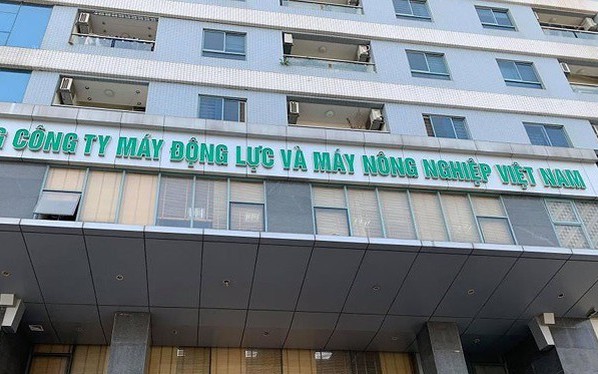 CÔNG TY MÁY ĐỘNG LỰC VÀ MÁY NÔNG NGHIỆP VIỆT NAM